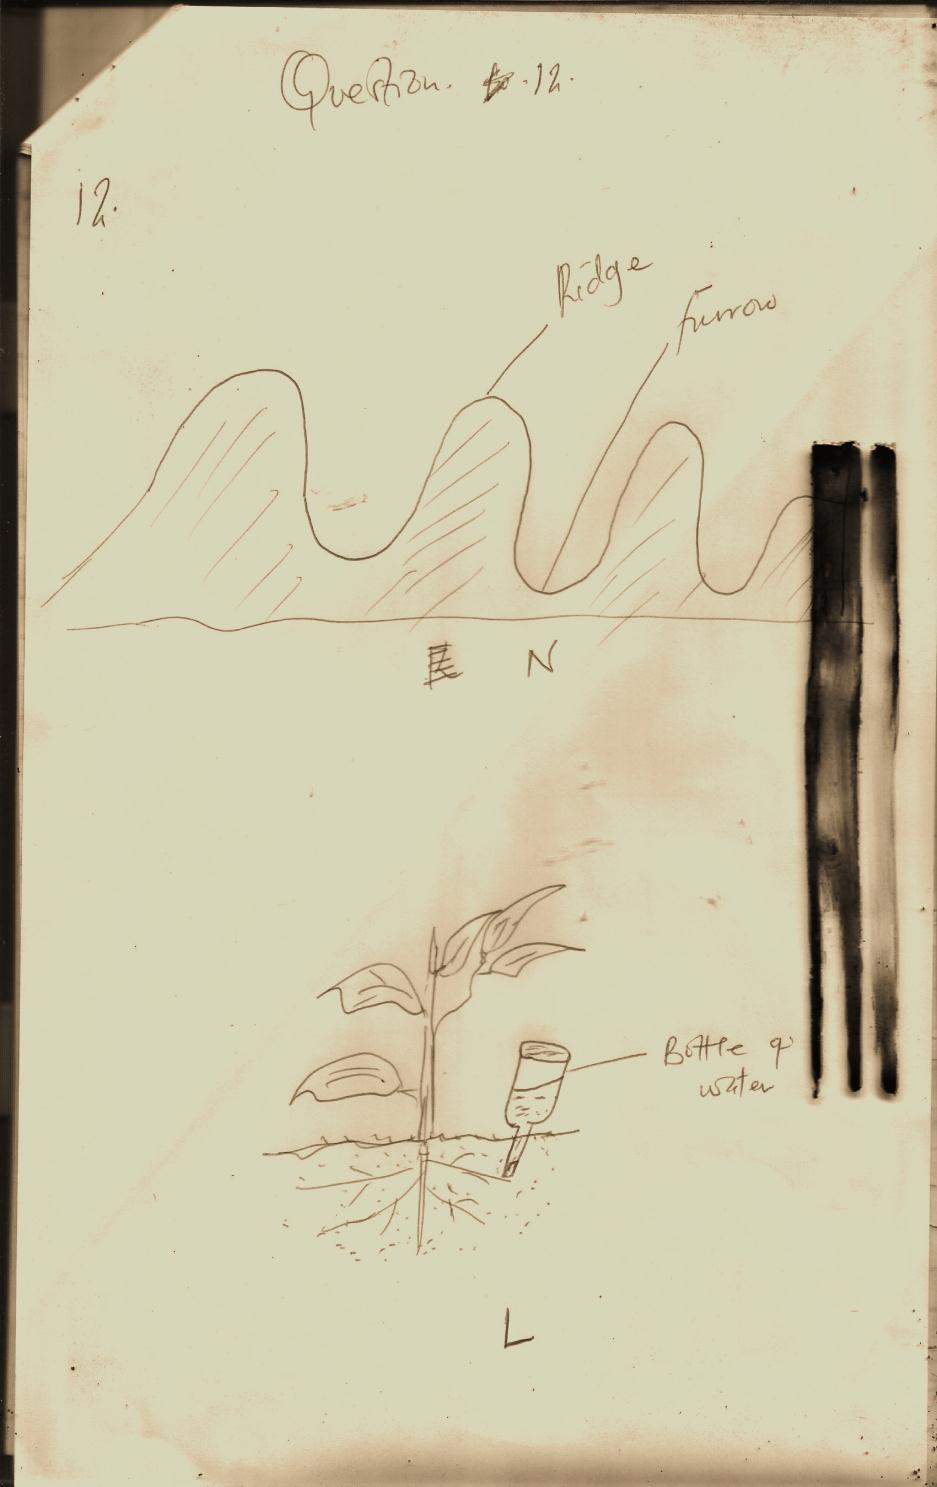 Question. 12.
12.
Ridge
Furrow
N
Bottle of
water
L